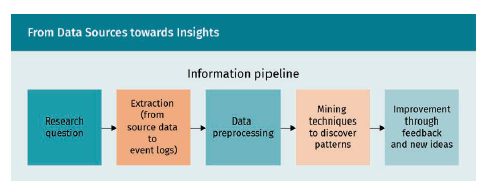 From Data Sources towards Insights
Information pipeline
Research
question
Extraction
(from
source data
to
event logs)
Data
preprocessing
Mining
techniques
to discover
patterns
Improvement
through
feedback
and new ideas